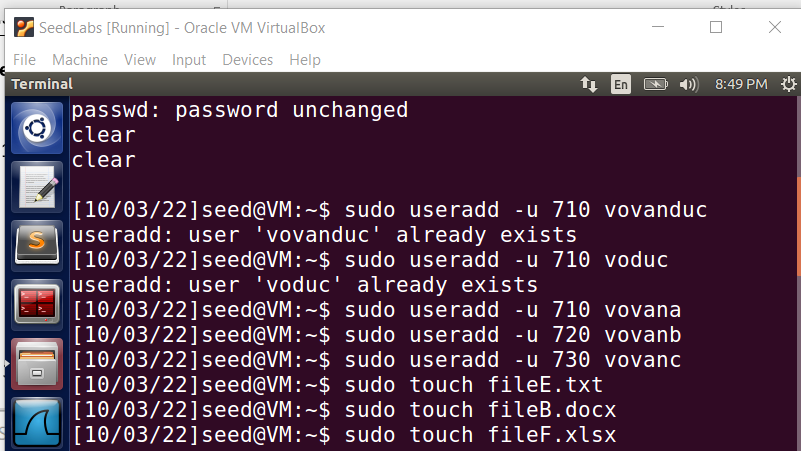 SeedLabs [Running] - Oracle VM VirtualBox
File Machine View Input Devices Help
Terminal En 8:49 PM
passwd: password unchanged
clear
clear
[10/03/22]seed@VM:~$ sudo useradd -u 710 vovanduc
useradd: user 'vovanduc' already exists
[10/03/22]seed@VM:~$ sudo useradd -u 710 voduc
useradd: user 'voduc' already exists
[10/03/22]seed@VM:~$ sudo useradd -u 710 vovana
[10/03/22]seed@VM:~$ sudo useradd -u 720 vovanb
[10/03/22]seed@VM:~$ sudo useradd -u 730 vovanc
[10/03/22]seed@VM:~$ sudo touch fileE.txt
[10/03/22]seed@VM:~$ sudo touch fileB.docx
[10/03/22]seed@VM:~$ sudo touch fileF.xlsx